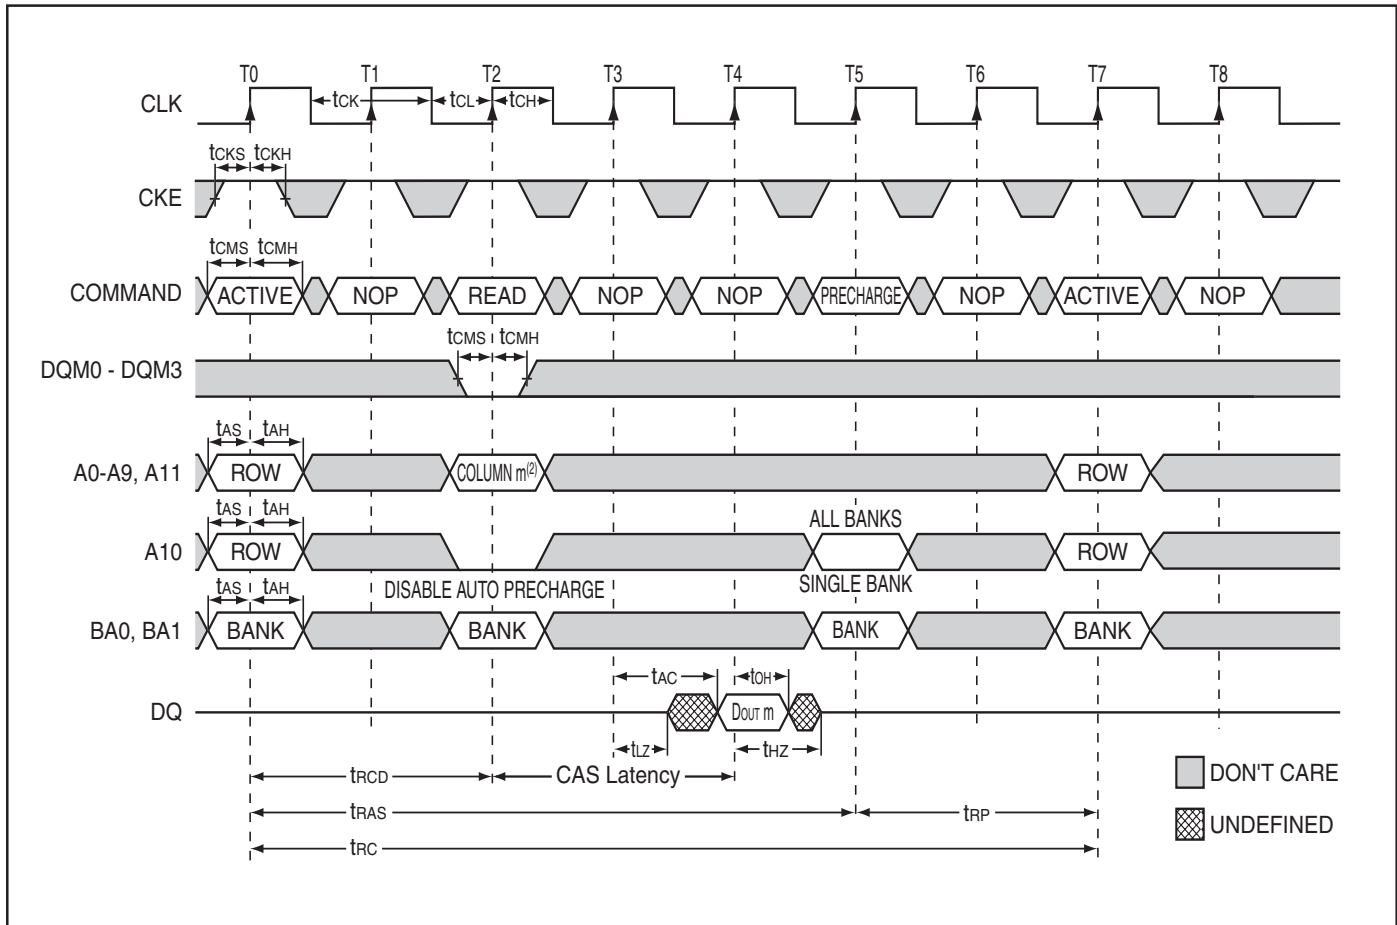 T0 T1 T2 T3 T4 T5 T6 T7 T8
CLK tCK tCL tCH
tCKS tCKH
CKE
tCMS tCMH
COMMAND ACTIVE NOP READ NOP NOP PRECHARGE NOP ACTIVE NOP
tCMS tCMH
DQM0 - DQM3
tAS tAH
A0-A9, A11 ROW COLUMN m(2) ROW
tAS tAH ALL BANKS
A10 ROW ROW
tAS tAH DISABLE AUTO PRECHARGE SINGLE BANK
BA0, BA1 BANK BANK BANK BANK
tAC tOH
DQ DOUT m
tLZ tHZ
tRCD CAS Latency DON'T CARE
tRAS tRP UNDEFINED
tRC